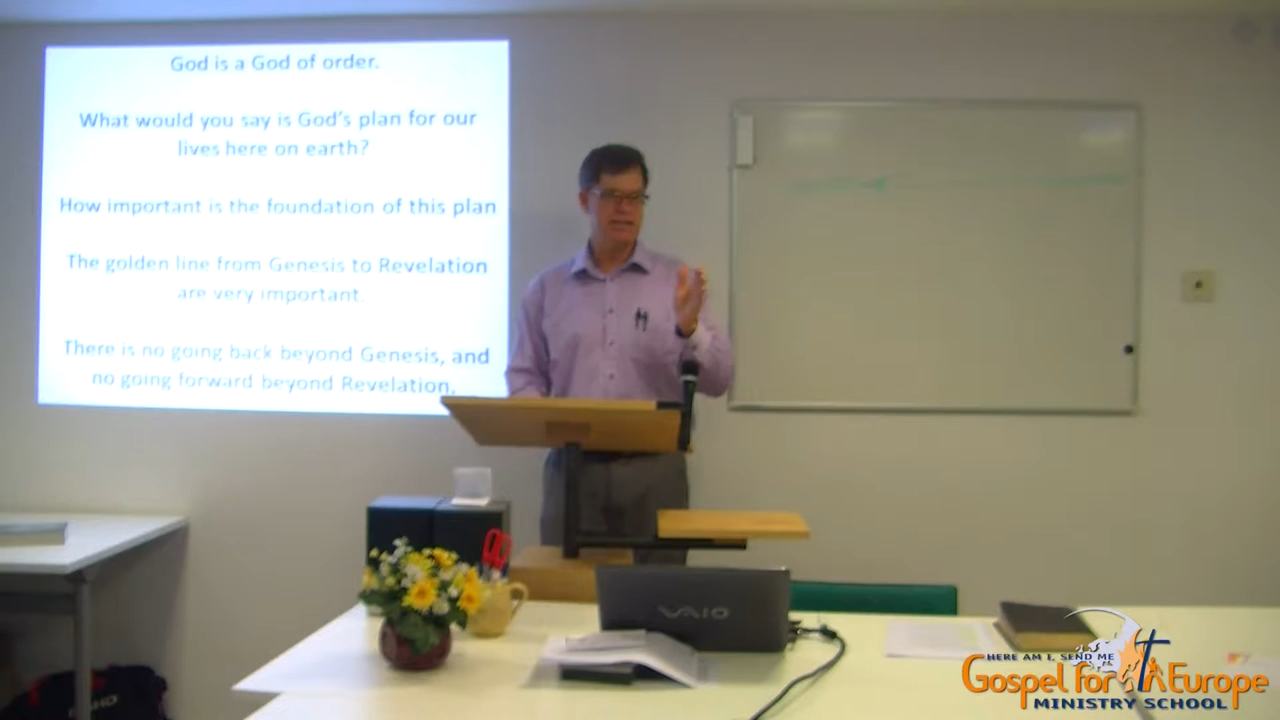 God is a God of order.
What would you say is God's plan for our
lives here on earth?
How important is the foundation of this plan
The golden line from Genesis to Revelation
are very important.
There is no going back beyond Genesis, and
no going forward beyond Revelation.
VAIO
HERE AM I, SEND ME
Gospel for Europe
MINISTRY SCHOOL